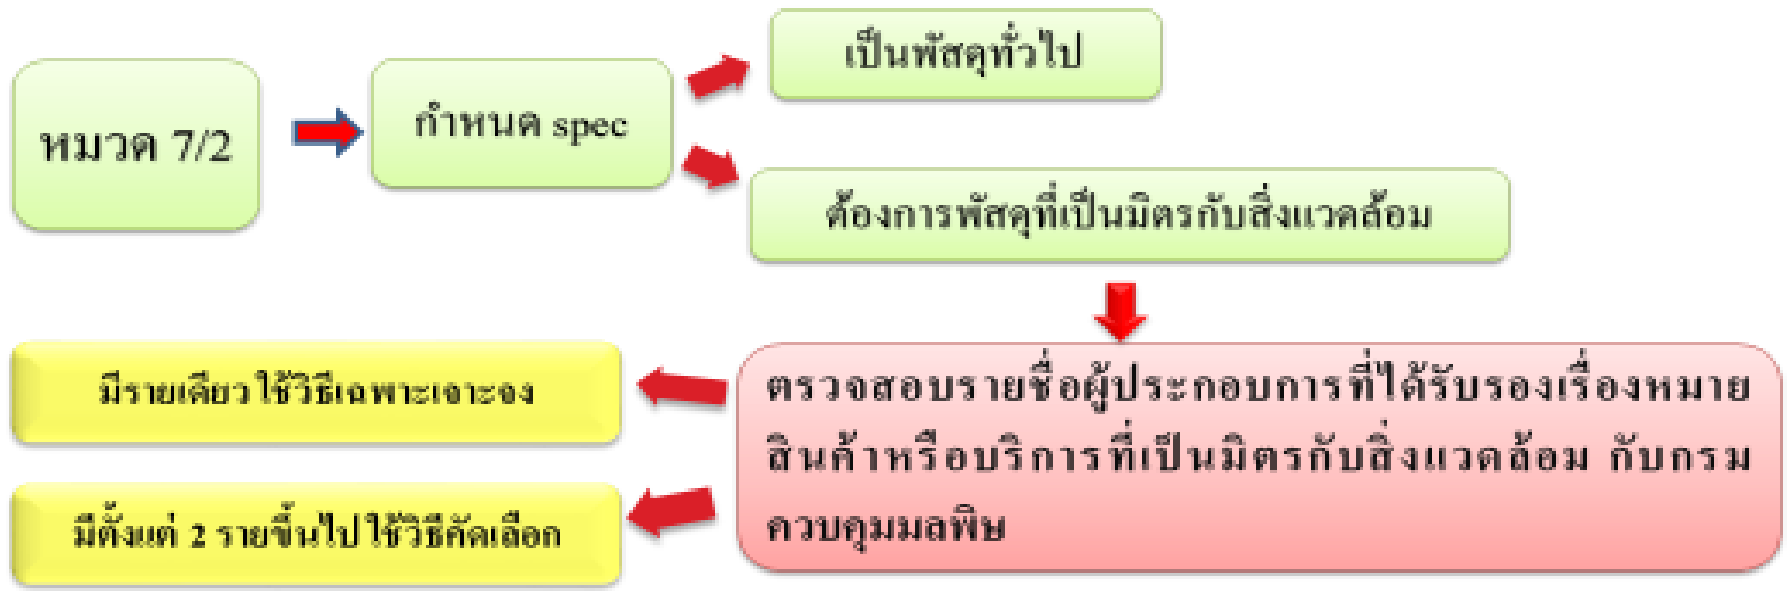 หมวด 7/2
กำหนด spec
เป็นพัสดุทั่วไป
ต้องการพัสดุที่เป็นมิตรกับสิ่งแวดล้อม
ตรวจสอบรายชื่อผู้ประกอบการที่ได้รับรองเรื่องหมาย
สินค้าหรือบริการที่เป็นมิตรกับสิ่งแวดล้อม กับกรม
ควบคุมมลพิษ
มีรายเดียว ใช้วิธีเฉพาะเจาะจง
มีตั้งแต่ 2 รายขึ้นไป ใช้วิธีคัดเลือก